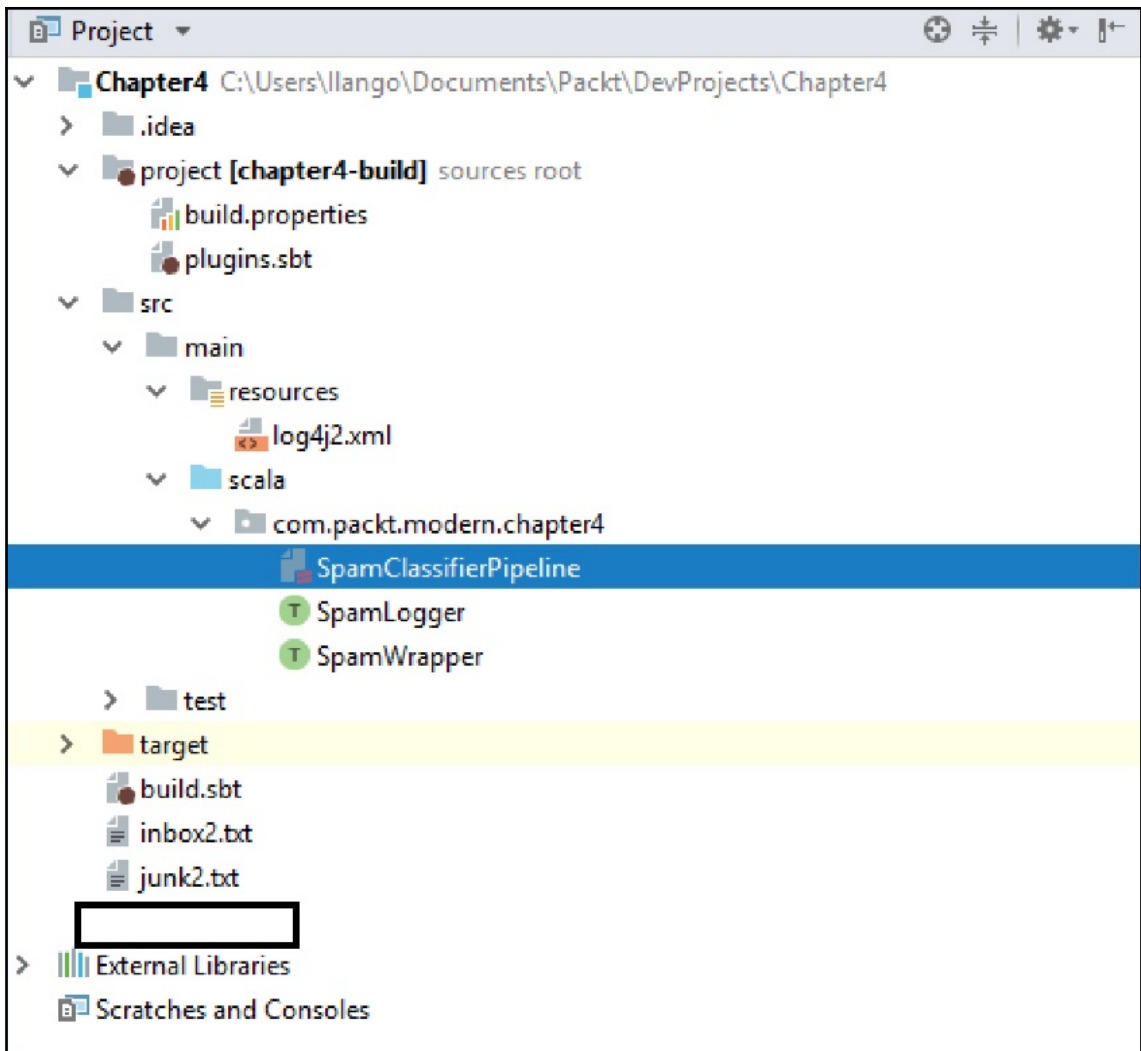 Project
Chapter4 C:\Users\Ilango\Documents\Packt\DevProjects\Chapter4
.idea
project [chapter4-build] sources root
build.properties
plugins.sbt
src
main
resources
log4j2.xml
scala
com.packt.modern.chapter4
SpamClassifierPipeline
T SpamLogger
T SpamWrapper
test
target
build.sbt
inbox2.txt
junk2.txt
External Libraries
Scratches and Consoles